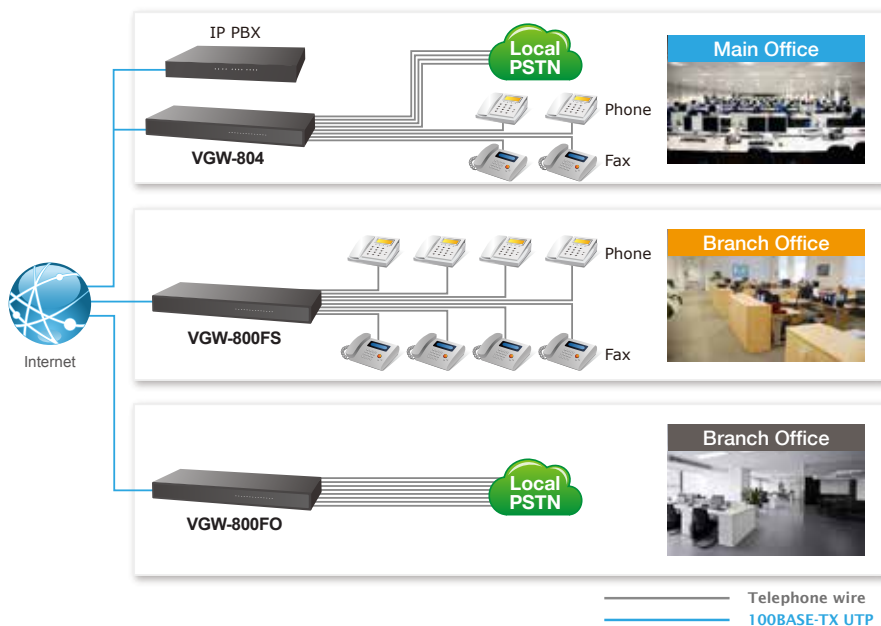 IP PBX
Local
PSTN
Main Office
Phone
VGW-804
Fax
Branch Office
Phone
Internet
VGW-800FS
Fax
Branch Office
Local
PSTN
VGW-800FO
Telephone wire
100BASE-TX UTP